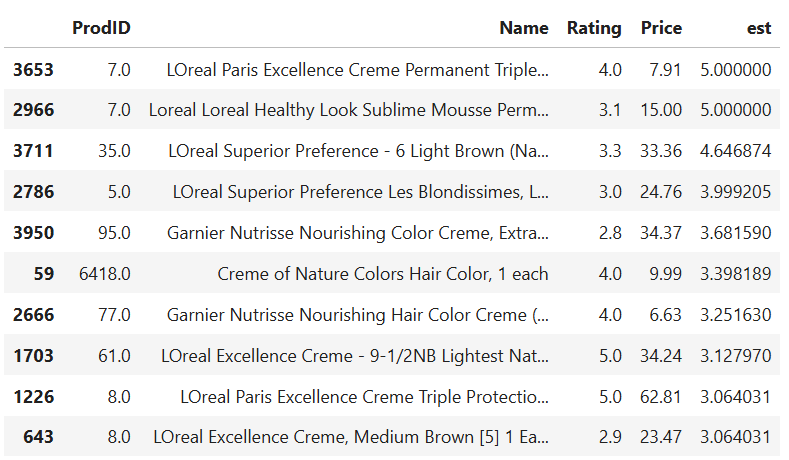 ProdID Name Rating Price est
3653 7.0 LOreal Paris Excellence Creme Permanent Triple... 4.0 7.91 5.000000
2966 7.0 Loreal Loreal Healthy Look Sublime Mousse Perm... 3.1 15.00 5.000000
3711 35.0 LOreal Superior Preference - 6 Light Brown (Na... 3.3 33.36 4.646874
2786 5.0 LOreal Superior Preference Les Blondissimes, L... 3.0 24.76 3.999205
3950 95.0 Garnier Nutrisse Nourishing Color Creme, Extra... 2.8 34.37 3.681590
59 6418.0 Creme of Nature Colors Hair Color, 1 each 4.0 9.99 3.398189
2666 77.0 Garnier Nutrisse Nourishing Hair Color Creme (... 4.0 6.63 3.251630
1703 61.0 LOreal Excellence Creme - 9-1/2NB Lightest Nat... 5.0 34.24 3.127970
1226 8.0 LOreal Paris Excellence Creme Triple Protectio... 5.0 62.81 3.064031
643 8.0 LOreal Excellence Creme, Medium Brown [5] 1 Ea... 2.9 23.47 3.064031